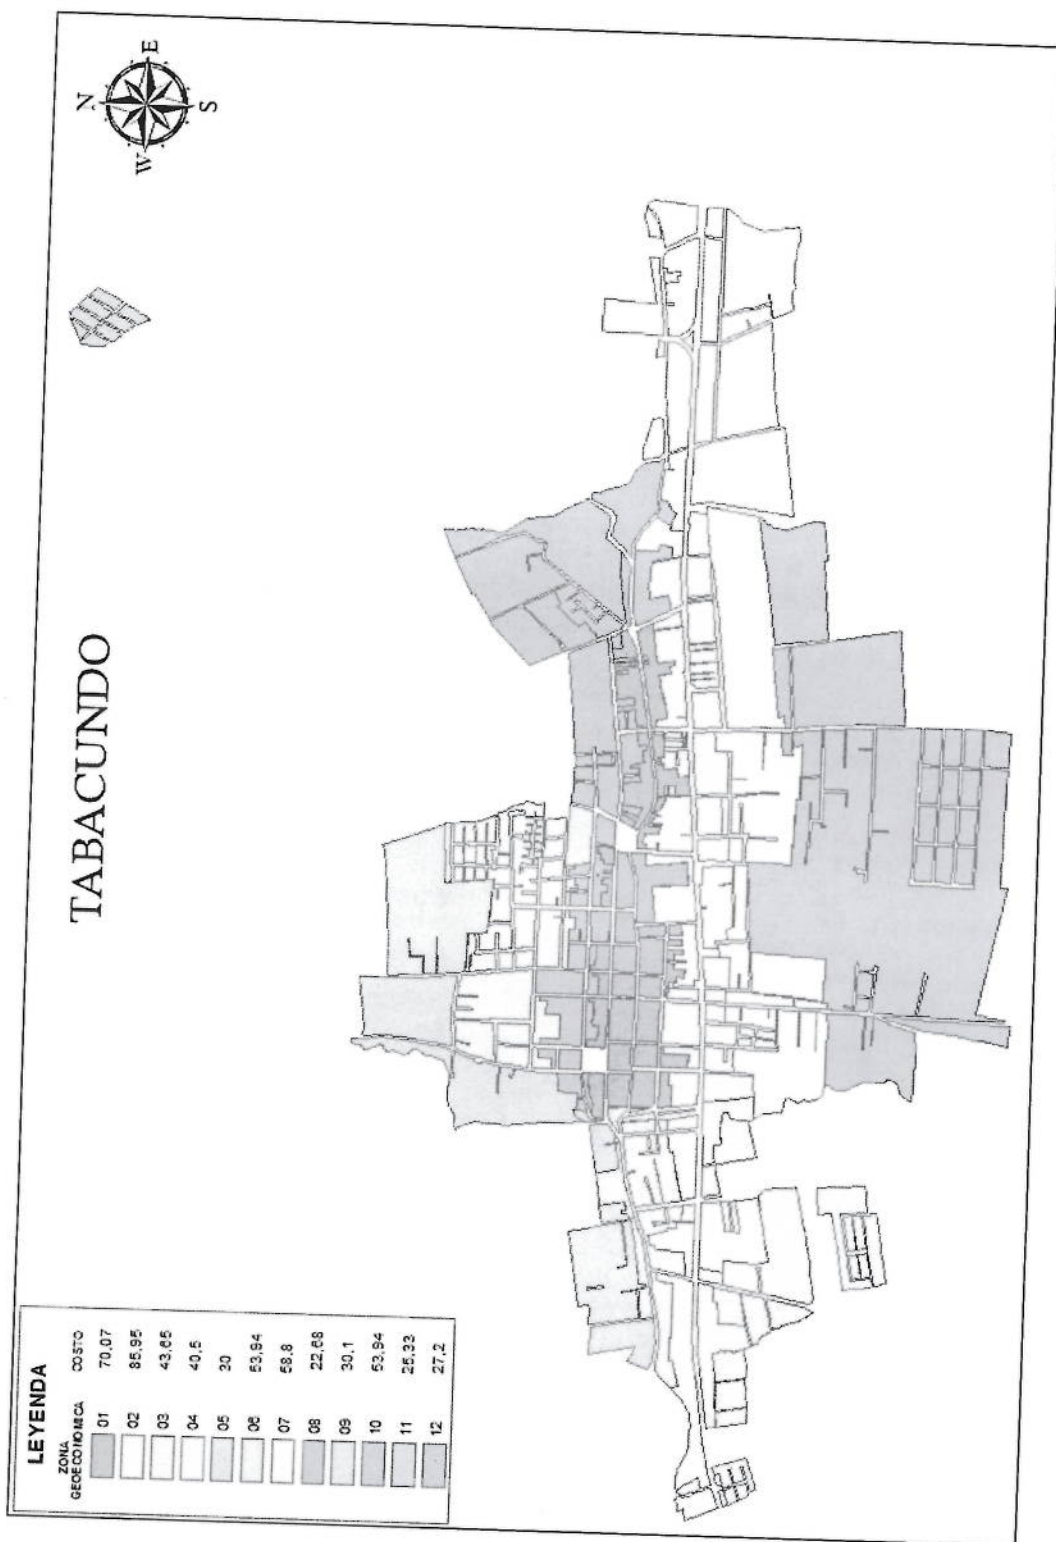 TABACUNDO
N
E
W
S
LEYENDA
ZONA GEOECONOMICA COSTO
01 70,07
02 85,95
03 43,65
04 40,5
05 30
06 53,94
07 58,8
08 22,68
09 30,1
10 53,94
11 25,33
12 27,2